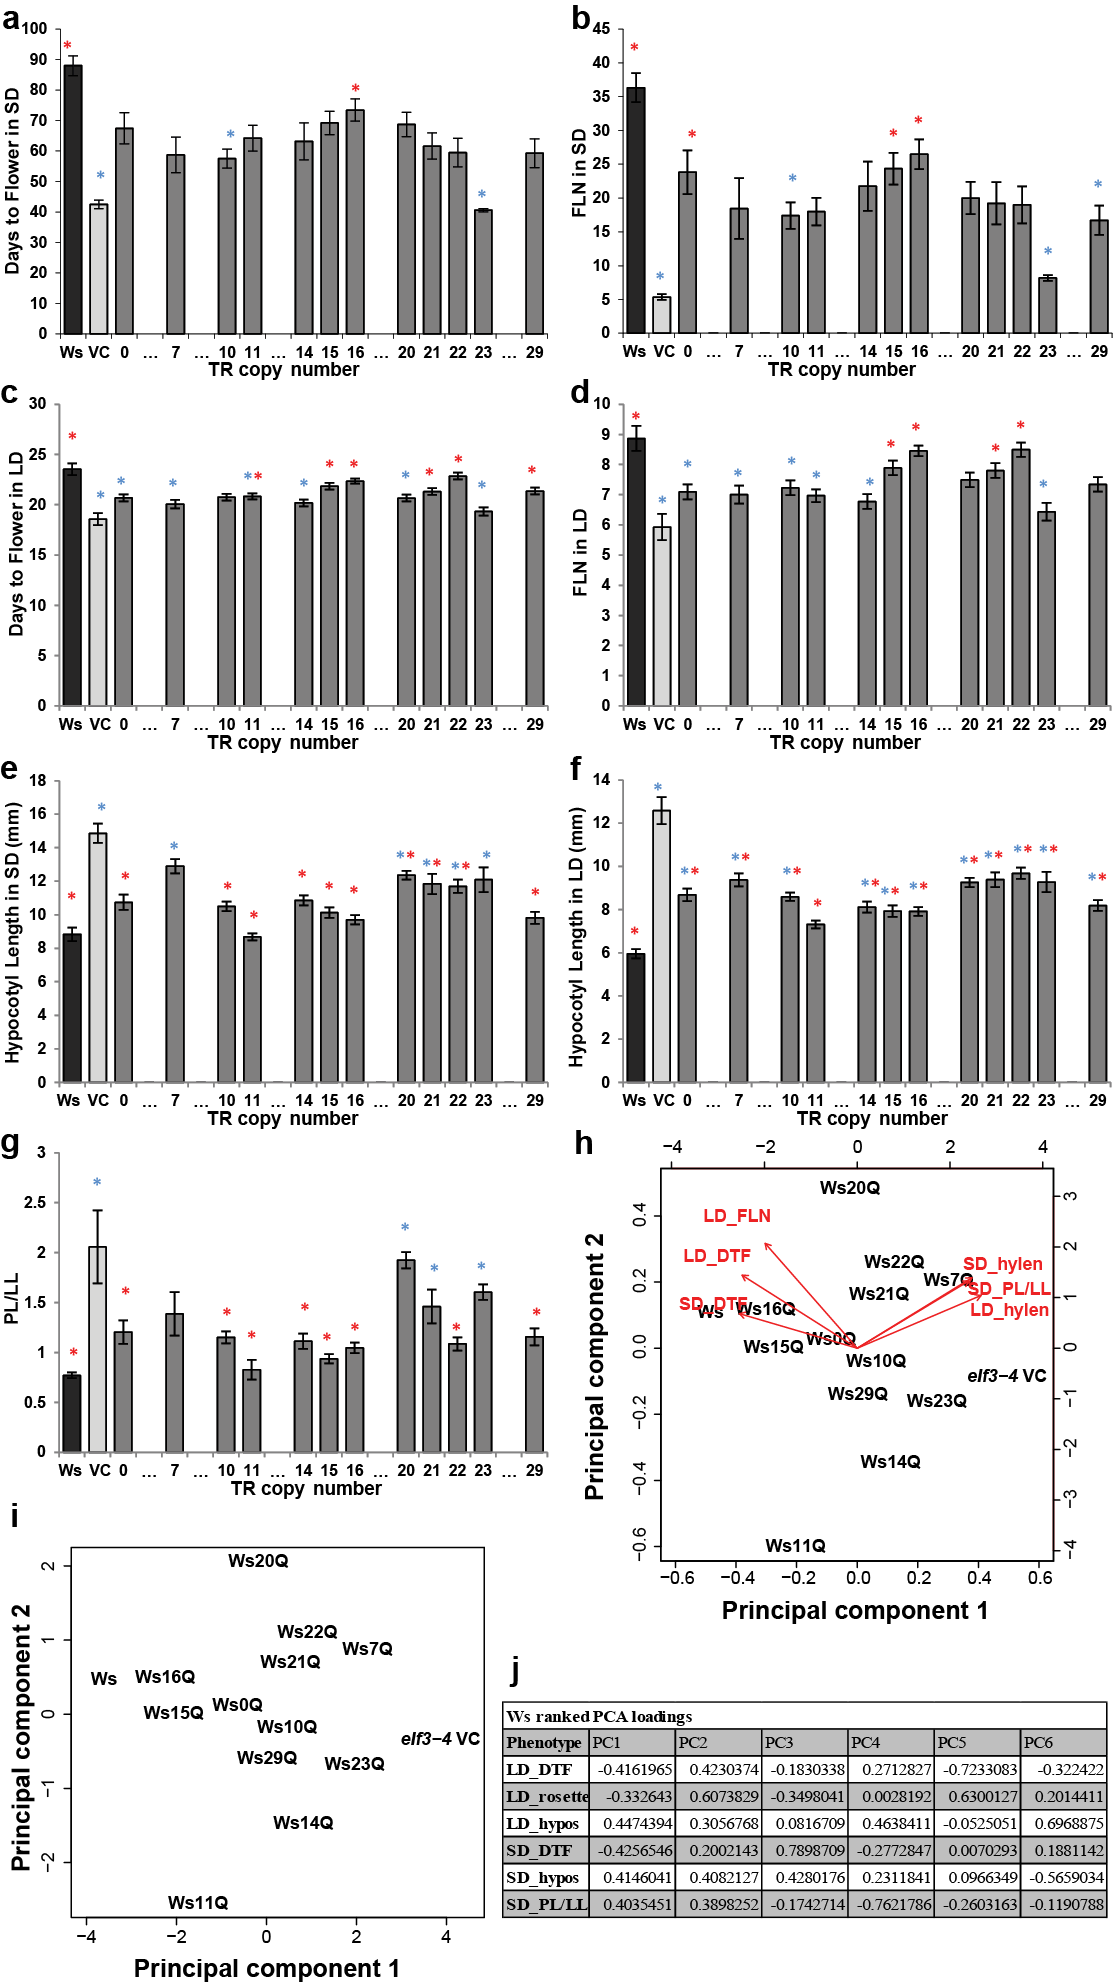 a
100
90
80
70
60
50
40
30
20
10
0
Days to Flower in SD
* * * * *
Ws VC 0 ... 7 ... 10 11 ... 14 15 16 ... 20 21 22 23 ... 29
TR copy number
b
45
40
35
30
25
20
15
10
5
0
FLN in SD
* * * * * * * *
Ws VC 0 ... 7 ... 10 11 ... 14 15 16 ... 20 21 22 23 ... 29
TR copy number
c
30
25
20
15
10
5
0
Days to Flower in LD
* * * * ** * * * * * * * *
Ws VC 0 ... 7 ... 10 11 ... 14 15 16 ... 20 21 22 23 ... 29
TR copy number
d
10
9
8
7
6
5
4
3
2
1
0
FLN in LD
* * * * * * * * * * * *
Ws VC 0 ... 7 ... 10 11 ... 14 15 16 ... 20 21 22 23 ... 29
TR copy number
e
18
16
14
12
10
8
6
4
2
0
Hypocotyl Length in SD (mm)
* * * * * * * * * ** ** ** * *
Ws VC 0 ... 7 ... 10 11 ... 14 15 16 ... 20 21 22 23 ... 29
TR copy number
f
14
12
10
8
6
4
2
0
Hypocotyl Length in LD (mm)
* * ** ** ** * ** ** ** ** ** ** ** **
Ws VC 0 ... 7 ... 10 11 ... 14 15 16 ... 20 21 22 23 ... 29
TR copy number
g
3
2.5
2
1.5
1
0.5
0
PL/LL
* * * * * * * * * * * * *
Ws VC 0 ... 7 ... 10 11 ... 14 15 16 ... 20 21 22 23 ... 29
TR copy number
h
−4 −2 0 2 4
Ws20Q
LD_FLN
LD_DTF
Ws22Q
SD_hylen
Ws7Q
SD_PL/LL
Ws21Q
SD_DTF
Ws
Ws16Q
LD_hylen
Ws0Q
Ws15Q
Ws10Q
elf3−4 VC
Ws29Q
Ws23Q
Ws14Q
Ws11Q
0.4
0.2
0.0
−0.2
−0.4
−0.6
3
2
1
0
−1
−2
−3
−4
−0.6 −0.4 −0.2 0.0 0.2 0.4 0.6
Principal component 2
Principal component 1
i
Ws20Q
Ws22Q
Ws7Q
Ws21Q
Ws
Ws16Q
Ws0Q
Ws15Q
Ws10Q
elf3−4 VC
Ws29Q
Ws23Q
Ws14Q
Ws11Q
2
1
0
−1
−2
−4 −2 0 2 4
Principal component 2
Principal component 1
j
Ws ranked PCA loadings
Phenotype PC1 PC2 PC3 PC4 PC5 PC6
LD_DTF -0.4161965 0.4230374 -0.1830338 0.2712827 -0.7233083 -0.322422
LD_rosette -0.332643 0.6073829 -0.3498041 0.0028192 0.6300127 0.2014411
LD_hypos 0.4474394 0.3056768 0.0816709 0.4638411 -0.0525051 0.6968875
SD_DTF -0.4256546 0.2002143 0.7898709 -0.2772847 0.0070293 0.1881142
SD_hypos 0.4146041 0.4082127 0.4280176 0.2311841 0.0966349 -0.5659034
SD_PL/LL 0.4035451 0.3898252 -0.1742714 -0.7621786 -0.2603163 -0.1190788